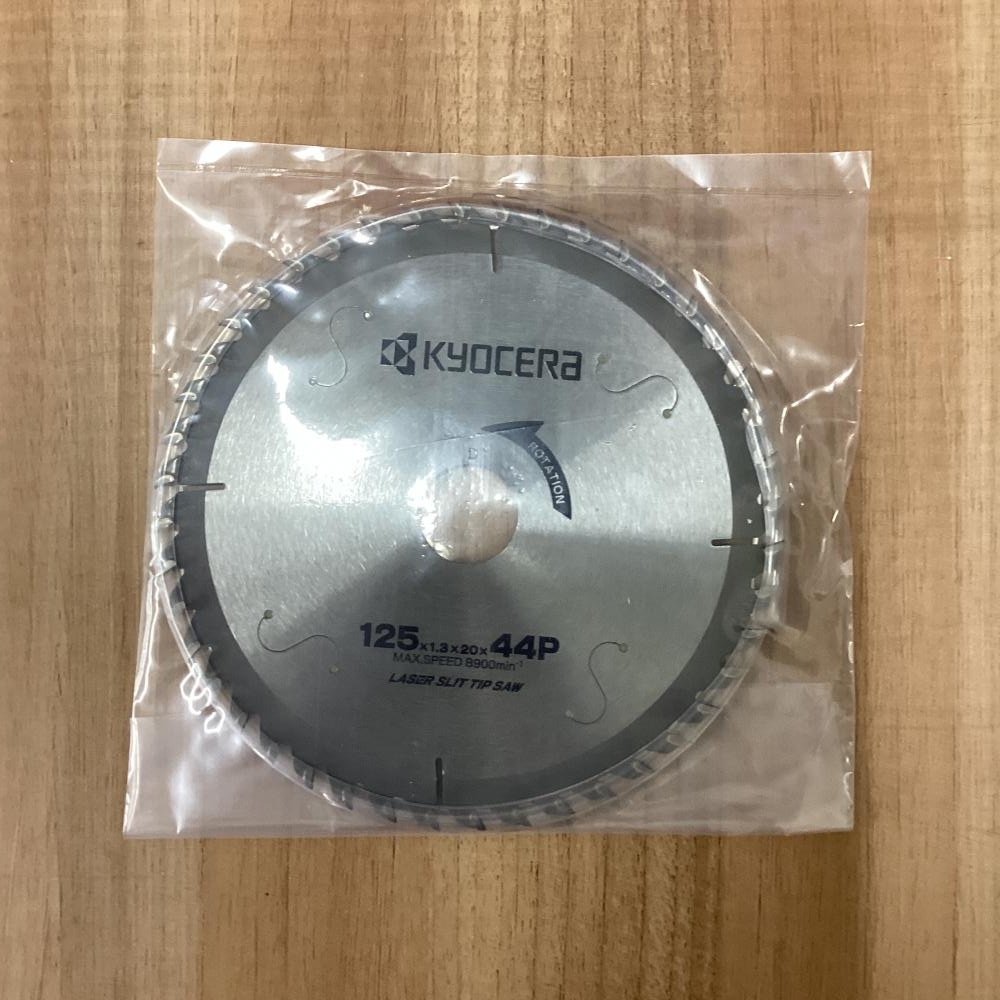 KYOCERA
ROTATION
125×1.3×20×44P
MAX.SPEED 8900min⁻¹
LASER SLIT TIP SAW